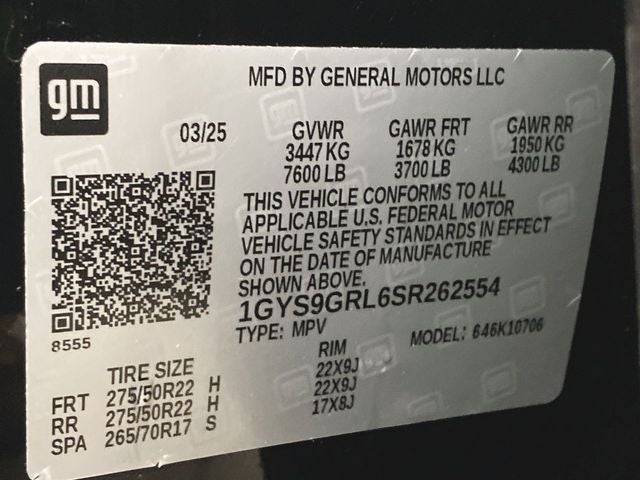 gm
MFD BY GENERAL MOTORS LLC
03/25 GVWR GAWR FRT GAWR RR
3447 KG 1678 KG 1950 KG
7600 LB 3700 LB 4300 LB
THIS VEHICLE CONFORMS TO ALL
APPLICABLE U.S. FEDERAL MOTOR
VEHICLE SAFETY STANDARDS IN EFFECT
ON THE DATE OF MANUFACTURE
SHOWN ABOVE.
1GYS9GRL6SR262554
8555
TYPE: MPV MODEL: 646K10706
TIRE SIZE RIM
FRT 275/50R22 H 22X9J
RR 275/50R22 H 22X9J
SPA 265/70R17 S 17X8J